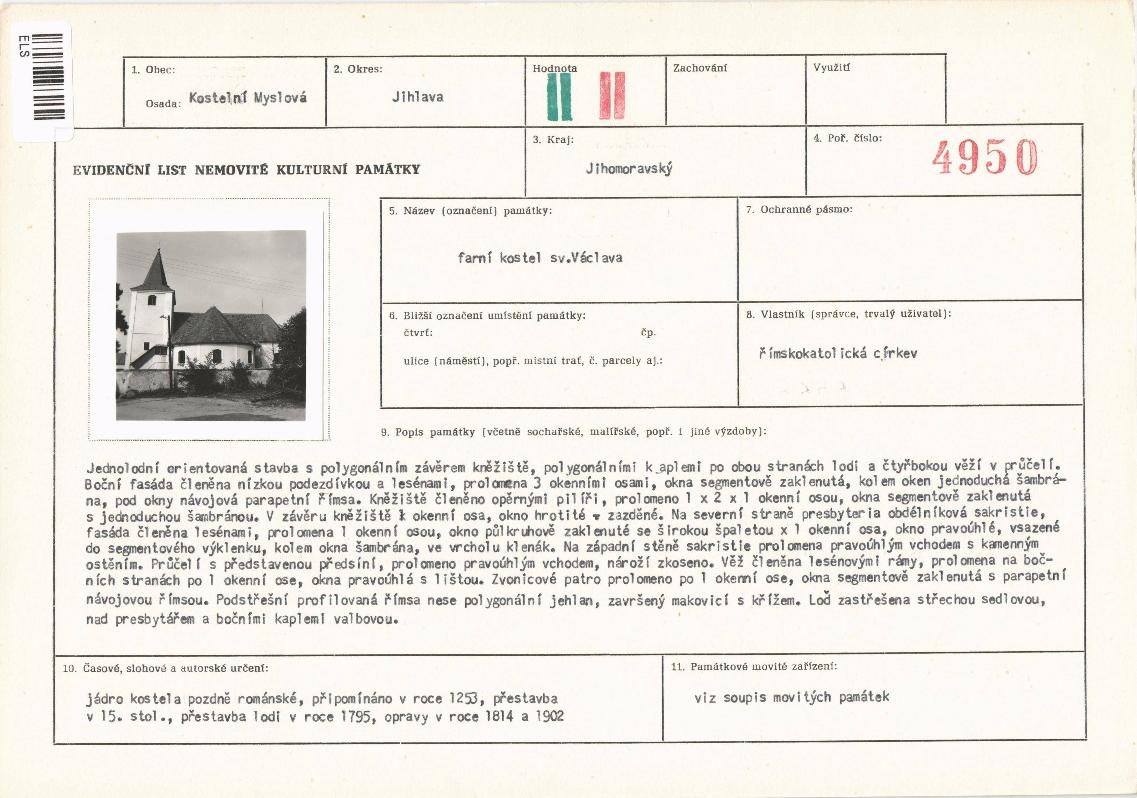 ELS
1. Obec:
Osada: Kostelní Myslová
2. Okres:
Jihlava
Hodnota
Zachování
Využití
EVIDENČNÍ LIST NEMOVITÉ KULTURNÍ PAMÁTKY
3. Kraj:
Jihomoravský
4. Poř. číslo:
4950
5. Název (označení) památky:
farní kostel sv.Václava
7. Ochranné pásmo:
6. Bližší označení umístění památky:
čtvrť: čp.
ulice (náměstí), popř. místní trať, č. parcely aj.:
8. Vlastník (správce, trvalý uživatel):
římskokatolická církev
9. Popis památky (včetně sochařské, malířské, popř. i jiné výzdoby):
Jednolodní orientovaná stavba s polygonálním závěrem kněžiště, polygonálními kaplemi po obou stranách lodi a čtyřbokou věží v průčelí.
Boční fasáda členěna nízkou podezdívkou a lesénami, prolomena 3 okenními osami, okna segmentově zaklenutá, kolem oken jednoduchá šambrá-
na, pod okny návojová parapetní římsa. Kněžiště členěno opěrnými pilíři, prolomeno 1 x 2 x 1 okenní osou, okna segmentově zaklenutá
s jednoduchou šambránou. V závěru kněžiště 1 okenní osa, okno hrotité zazděné. Na severní straně presbyteria obdélníková sakristie,
fasáda členěna lesénami, prolomena 1 okenní osou, okno půlkruhově zaklenuté se širokou špaletou x 1 okenní osa, okno pravoúhlé, vsazené
do segmentového výklenku, kolem okna šambrána, ve vrcholu klenák. Na západní stěně sakristie prolomena pravoúhlým vchodem s kamenným
ostěním. Průčelí s představenou předsíní, prolomeno pravoúhlým vchodem, nároží zkoseno. Věž členěna lesénovými rámy, prolomena na boč-
ních stranách po 1 okenní ose, okna pravoúhlá s lištou. Zvonicové patro prolomeno po 1 okenní ose, okna segmentově zaklenutá s parapetní
návojovou římsou. Podstřešní profilovaná římsa nese polygonální jehlan, završený makovicí s křížem. Loď zastřešena střechou sedlovou,
nad presbytářem a bočními kaplemi valbovou.
10. Časové, slohové a autorské určení:
jádro kostela pozdně románské, připomínáno v roce 1253, přestavba
v 15. stol., přestavba lodi v roce 1795, opravy v roce 1814 a 1902
11. Památkové movité zařízení:
viz soupis movitých památek